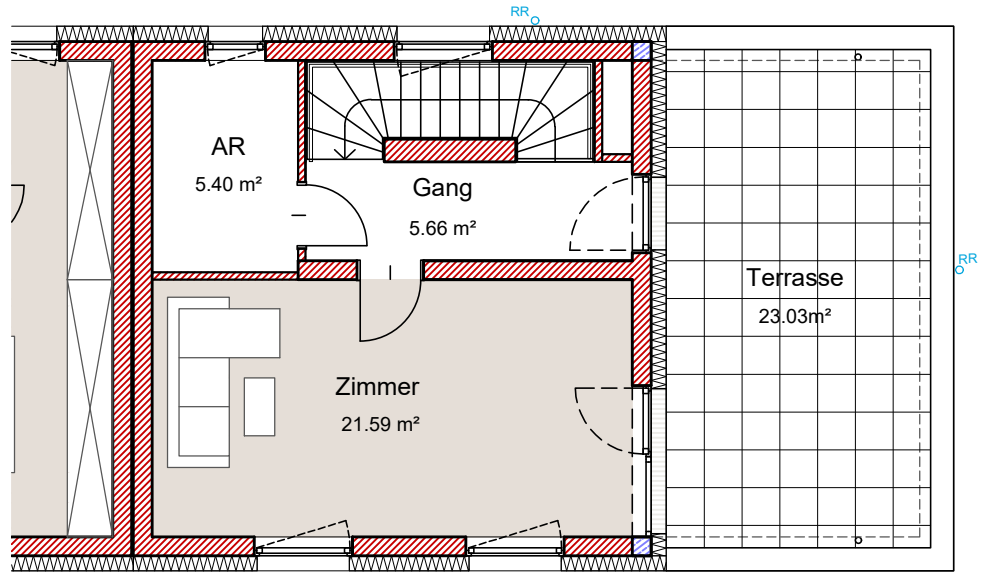 RR
AR
5.40 m²
Gang
5.66 m²
RR
Terrasse
23.03m²
Zimmer
21.59 m²